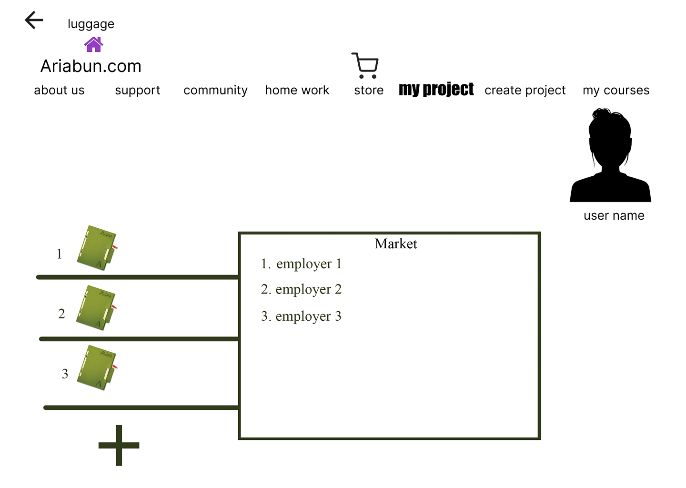 luggage
Ariabun.com
about us support community home work store my project create project my courses
user name
Market
1. employer 1
2. employer 2
3. employer 3
1
2
3